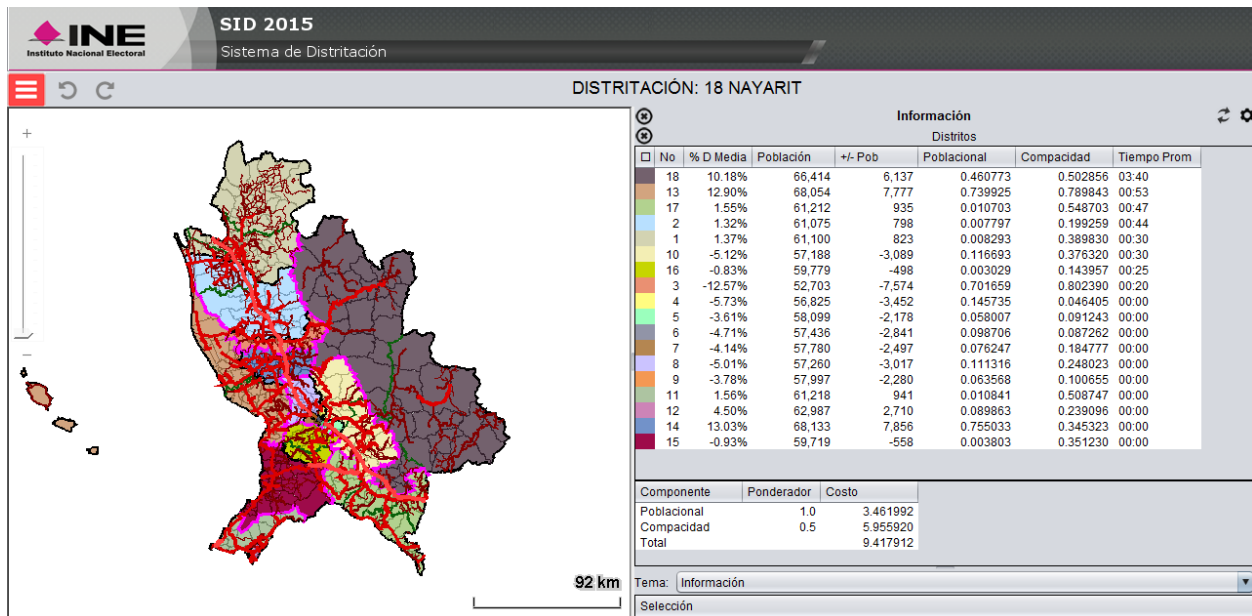 SID 2015
INE
Instituto Nacional Electoral
Sistema de Distritación
DISTRITACIÓN: 18 NAYARIT
Información
Distritos
No % D Media Población +/- Pob Poblacional Compacidad Tiempo Prom
18 10.18% 66,414 6,137 0.460773 0.502856 03:40
13 12.90% 68,054 7,777 0.739925 0.789843 00:53
17 1.55% 61,212 935 0.010703 0.548703 00:47
2 1.32% 61,075 798 0.007797 0.199259 00:44
1 1.37% 61,100 823 0.008293 0.389830 00:30
10 -5.12% 57,188 -3,089 0.116693 0.376320 00:30
16 -0.83% 59,779 -498 0.003029 0.143957 00:25
3 -12.57% 52,703 -7,574 0.701659 0.802390 00:20
4 -5.73% 56,825 -3,452 0.145735 0.046405 00:00
5 -3.61% 58,099 -2,178 0.058007 0.091243 00:00
6 -4.71% 57,436 -2,841 0.098706 0.087262 00:00
7 -4.14% 57,780 -2,497 0.076247 0.184777 00:00
8 -5.01% 57,260 -3,017 0.111316 0.248023 00:00
9 -3.78% 57,997 -2,280 0.063568 0.100655 00:00
11 1.56% 61,218 941 0.010841 0.508747 00:00
12 4.50% 62,987 2,710 0.089863 0.239096 00:00
14 13.03% 68,133 7,856 0.755033 0.345323 00:00
15 -0.93% 59,719 -558 0.003803 0.351230 00:00
Componente Ponderador Costo
Poblacional 1.0 3.461992
Compacidad 0.5 5.955920
Total 9.417912
92 km
Tema: Información
Selección